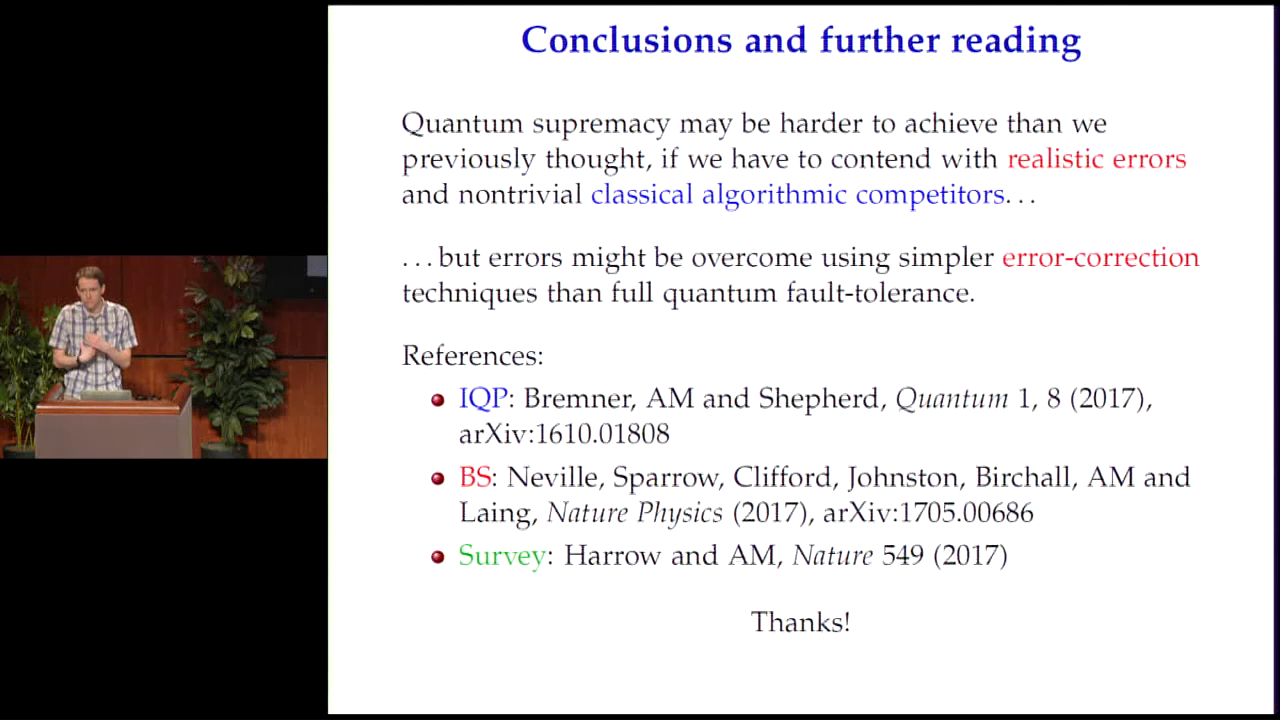 Conclusions and further reading
Quantum supremacy may be harder to achieve than we
previously thought, if we have to contend with realistic errors
and nontrivial classical algorithmic competitors...
...but errors might be overcome using simpler error-correction
techniques than full quantum fault-tolerance.
References:
IQP: Bremner, AM and Shepherd, Quantum 1, 8 (2017),
arXiv:1610.01808
BS: Neville, Sparrow, Clifford, Johnston, Birchall, AM and
Laing, Nature Physics (2017), arXiv:1705.00686
Survey: Harrow and AM, Nature 549 (2017)
Thanks!